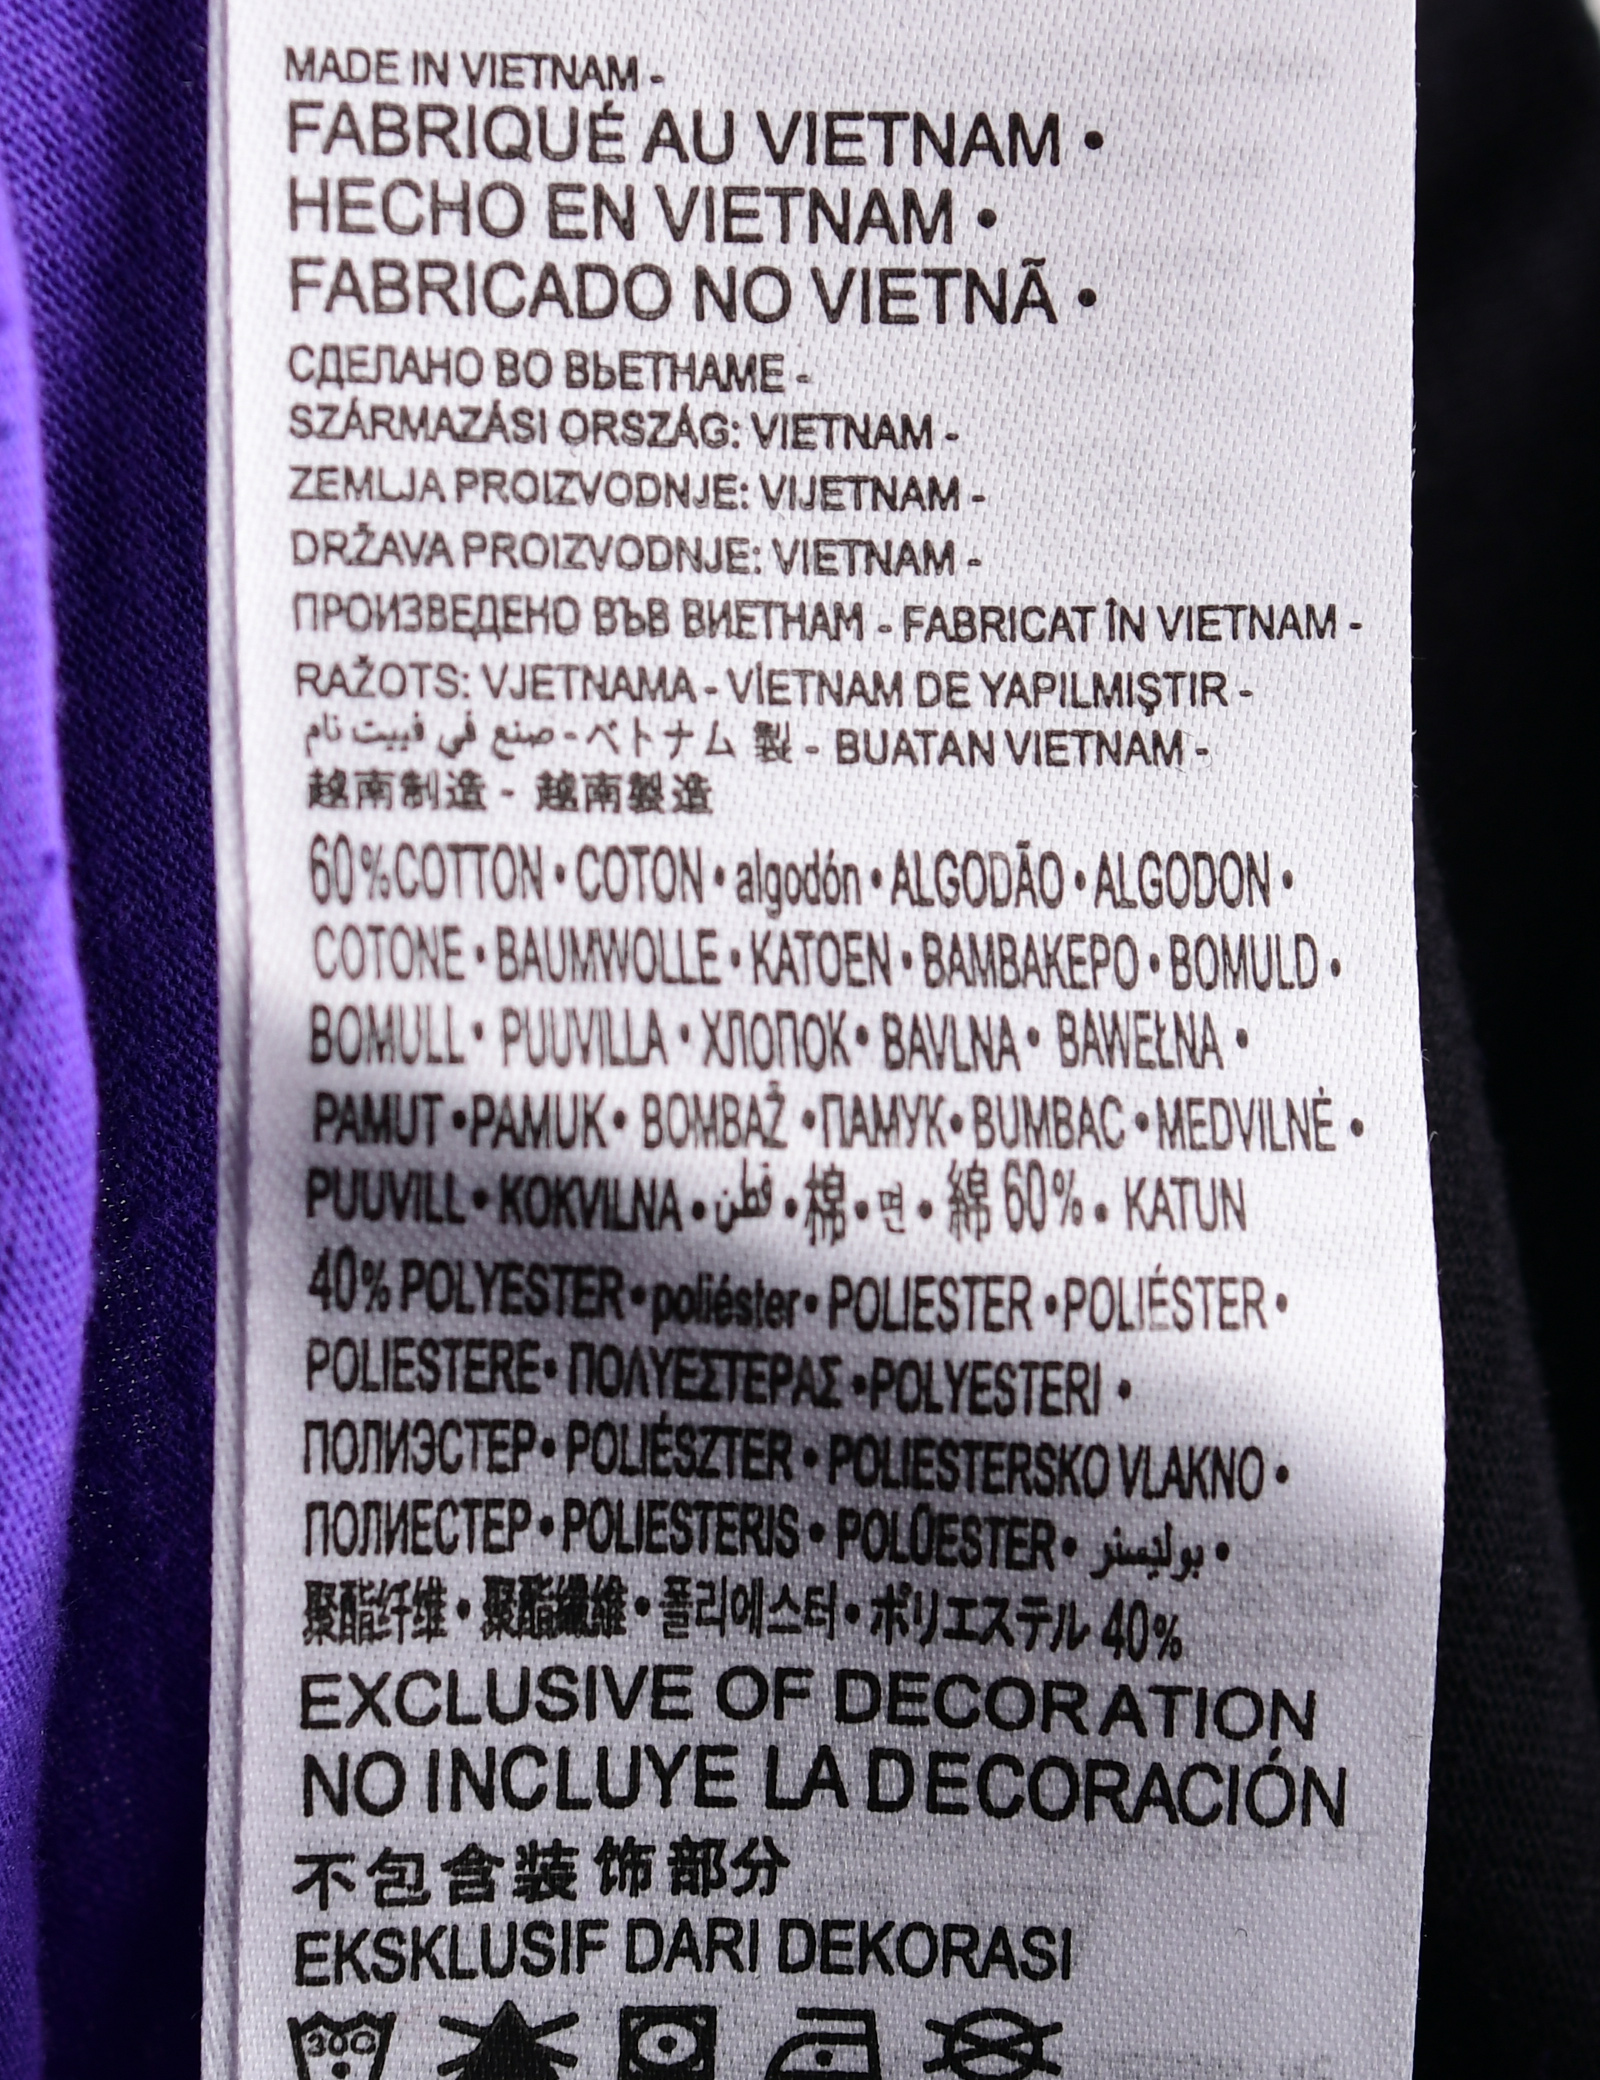 MADE IN VIETNAM -
FABRIQUÉ AU VIETNAM •
HECHO EN VIETNAM •
FABRICADO NO VIETNÃ •
СДЕЛАНО ВО ВЬЕТНАМЕ -
SZÁRMAZÁSI ORSZÁG: VIETNAM -
ZEMLJA PROIZVODNJE: VIJETNAM -
DRŽAVA PROIZVODNJE: VIETNAM -
ПРОИЗВЕДЕНО ВЪВ ВИЕТНАМ - FABRICAT ÎN VIETNAM -
RAŽOTS: VJETNAMA - VİETNAM DE YAPILMIŞTIR -
صنع في فييت نام - ベトナム 製 - BUATAN VIETNAM -
越南制造 - 越南製造
60%COTTON • COTON • algodón • ALGODÃO • ALGODON •
COTONE • BAUMWOLLE • KATOEN • BAMBAKEPO • BOMULD •
BOMULL • PUUVILLA • ХЛОПОК • BAVLNA • BAWEŁNA •
PAMUT • PAMUK • BOMBAŽ • ПАМУК • BUMBAC • MEDVILNĖ •
PUUVILL • KOKVILNA • قطن • 棉 • 면 • 綿 60% • KATUN
40% POLYESTER • poliéster • POLIESTER • POLIÉSTER •
POLIESTERE • ΠΟΛΥΕΣΤΕΡΑΣ • POLYESTERI •
ПОЛИЭСТЕР • POLIÉSZTER • POLIESTERSKO VLAKNO •
ПОЛИЕСТЕР • POLIESTERIS • POLÜESTER • بوليستر •
聚酯纤维 • 聚酯纖維 • 폴리에스터 • ポリエステル 40%
EXCLUSIVE OF DECORATION
NO INCLUYE LA DECORACIÓN
不包含装饰部分
EKSKLUSIF DARI DEKORASI
30C